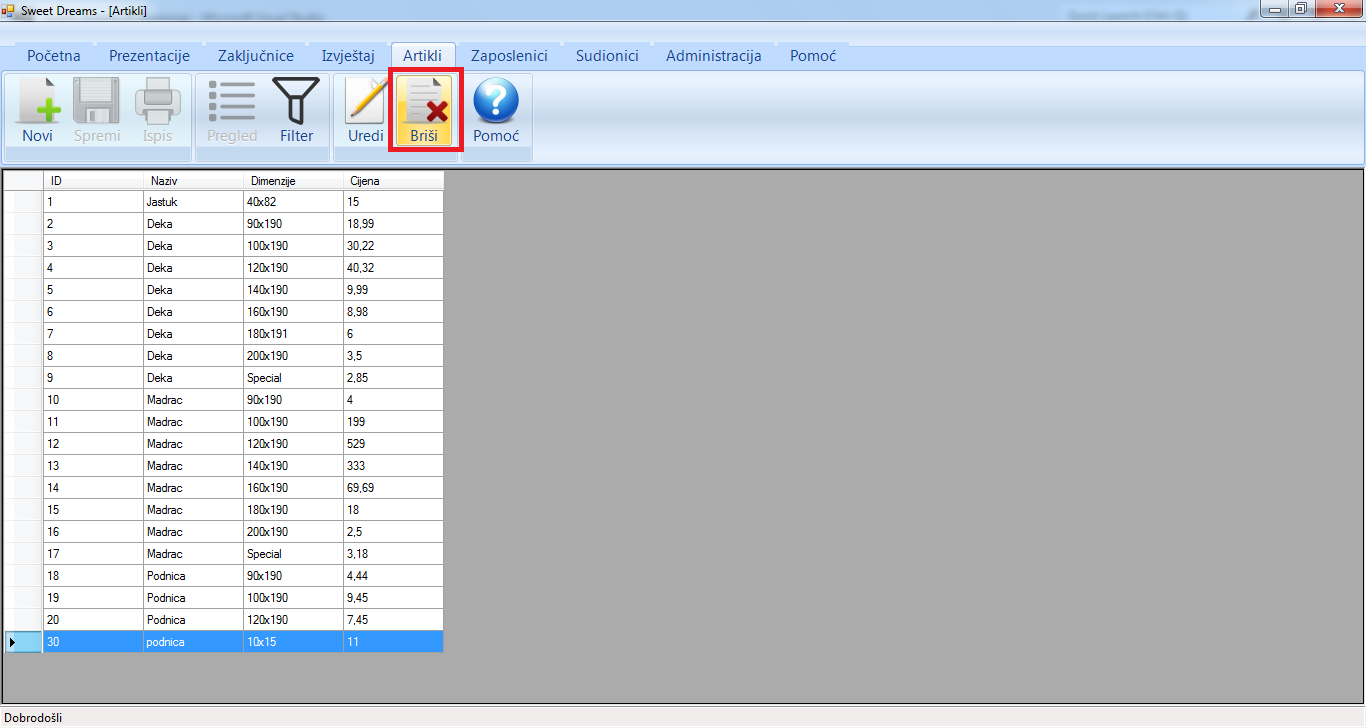 Sweet Dreams - [Artikli]
Početna Prezentacije Zaključnice Izvještaj Artikli Zaposlenici Sudionici Administracija Pomoć
Novi Spremi Ispis Pregled Filter Uredi Briši Pomoć
ID Naziv Dimenzije Cijena
1 Jastuk 40x82 15
2 Deka 90x190 18,99
3 Deka 100x190 30,22
4 Deka 120x190 40,32
5 Deka 140x190 9,99
6 Deka 160x190 8,98
7 Deka 180x191 6
8 Deka 200x190 3,5
9 Deka Special 2,85
10 Madrac 90x190 4
11 Madrac 100x190 199
12 Madrac 120x190 529
13 Madrac 140x190 333
14 Madrac 160x190 69,69
15 Madrac 180x190 18
16 Madrac 200x190 2,5
17 Madrac Special 3,18
18 Podnica 90x190 4,44
19 Podnica 100x190 9,45
20 Podnica 120x190 7,45
30 podnica 10x15 11
Dobrodošli